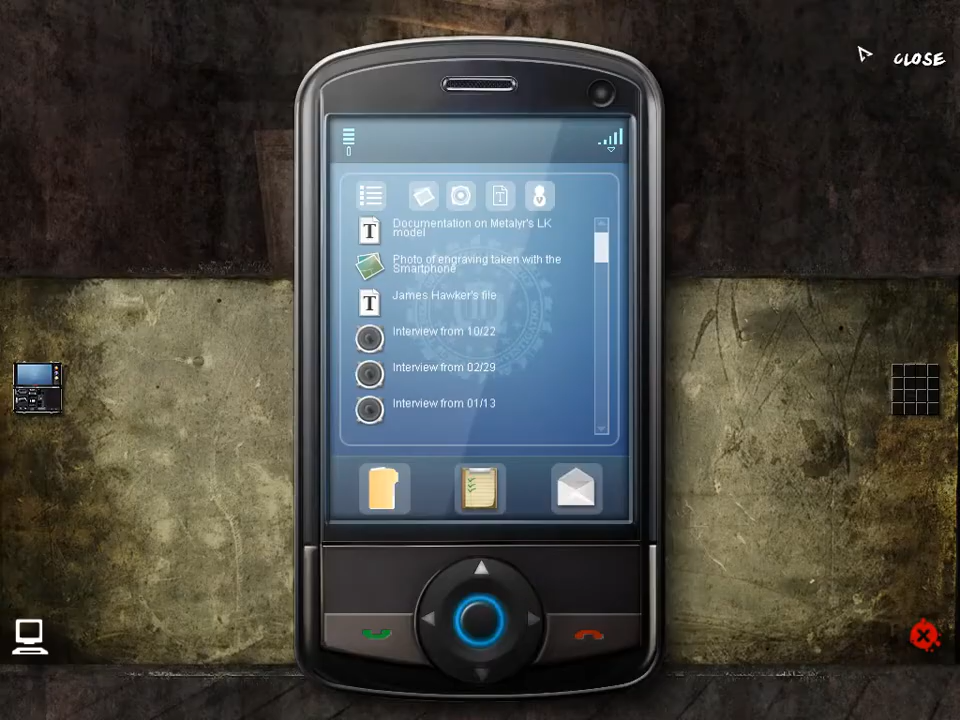 CLOSE
Documentation on Metalyr's LK
model
Photo of engraving taken with the
Smartphone
James Hawker's file
Interview from 10/22
Interview from 02/29
Interview from 01/13